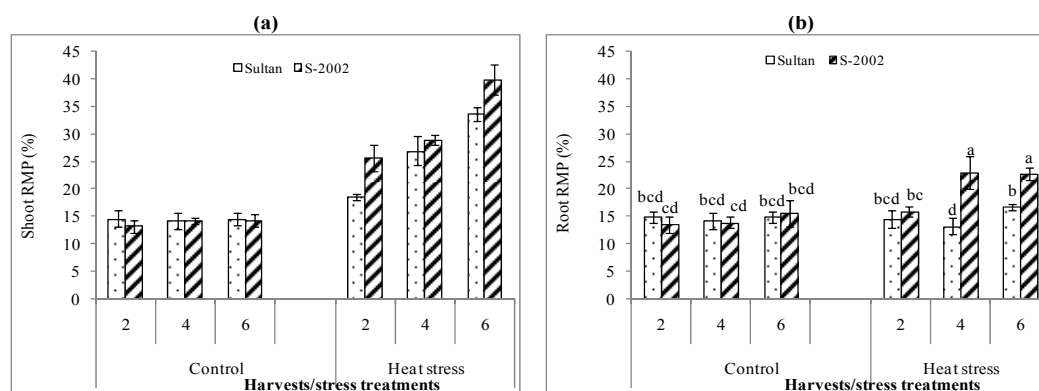 (a)
Shoot RMP (%)
45
40
35
30
25
20
15
10
5
0
Sultan S-2002
2 4 6 2 4 6
Control Heat stress
Harvests/stress treatments
(b)
Root RMP (%)
45
40
35
30
25
20
15
10
5
0
Sultan S-2002
bcd cd bcd cd bcd bcd bcd bc d a b a
2 4 6 2 4 6
Control Heat stress
Harvests/stress treatments